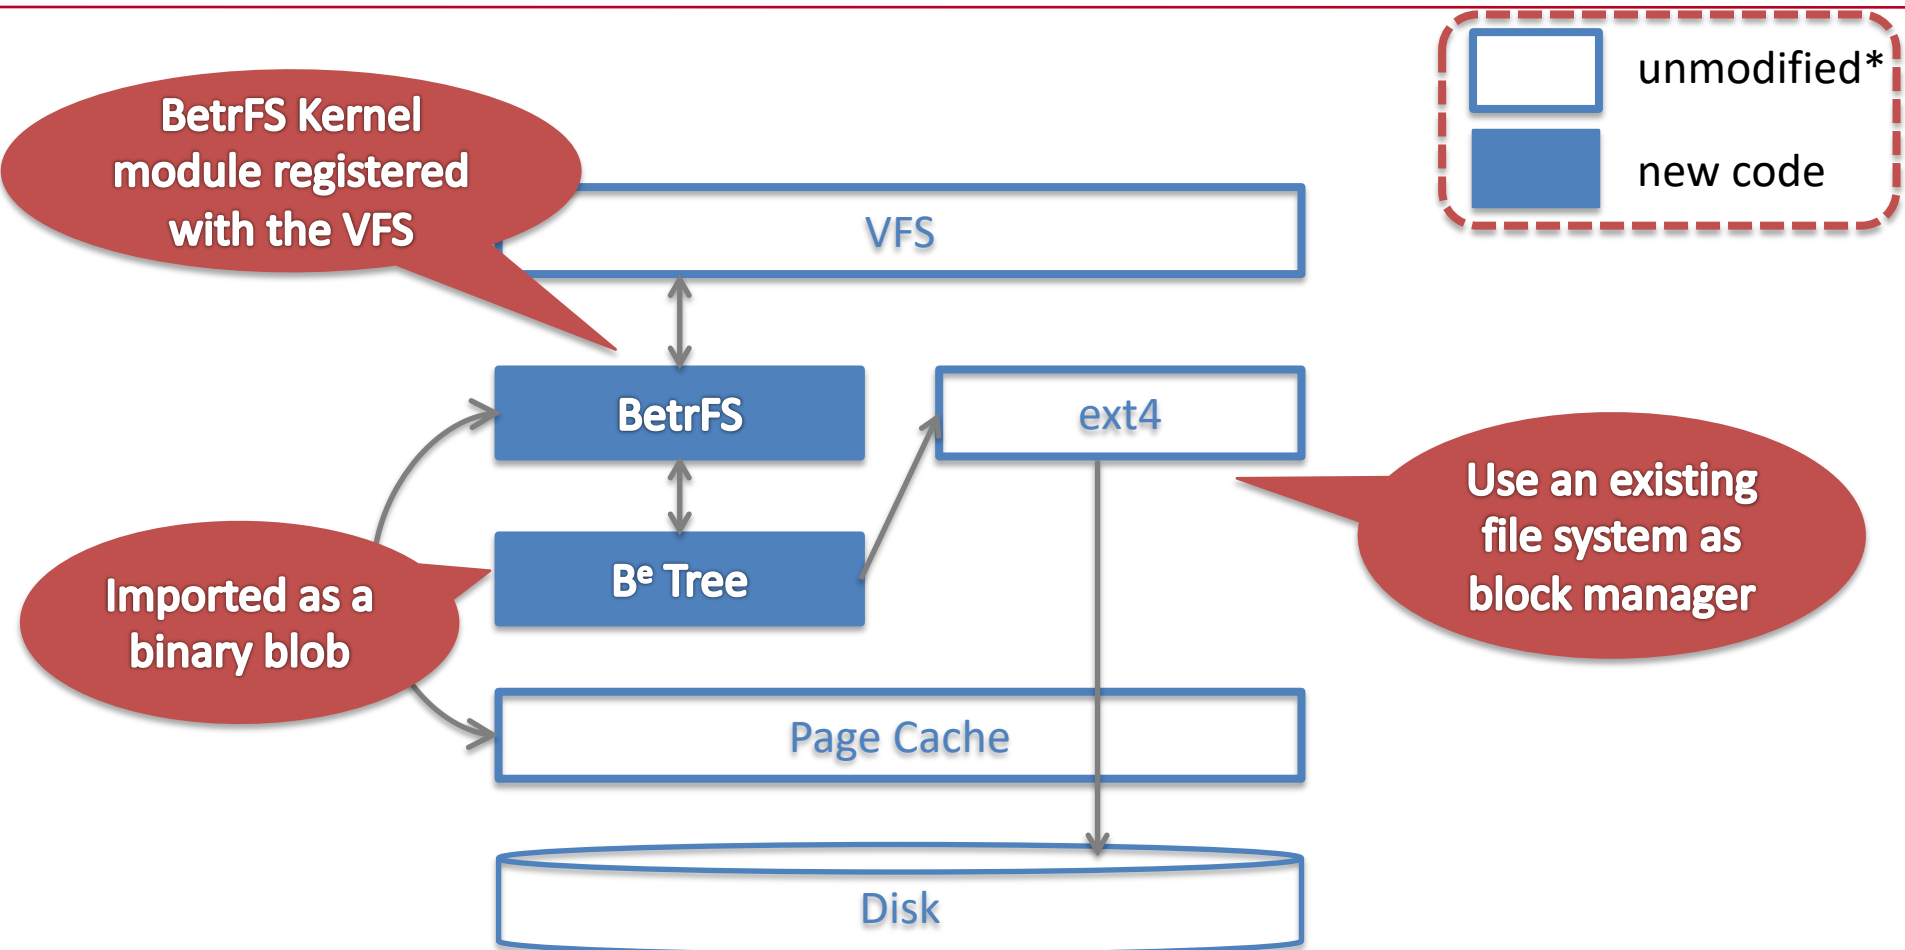 unmodified*
new code
BetrFS Kernel
module registered
with the VFS
VFS
BetrFS
ext4
Use an existing
file system as
block manager
Bᵉ Tree
Imported as a
binary blob
Page Cache
Disk